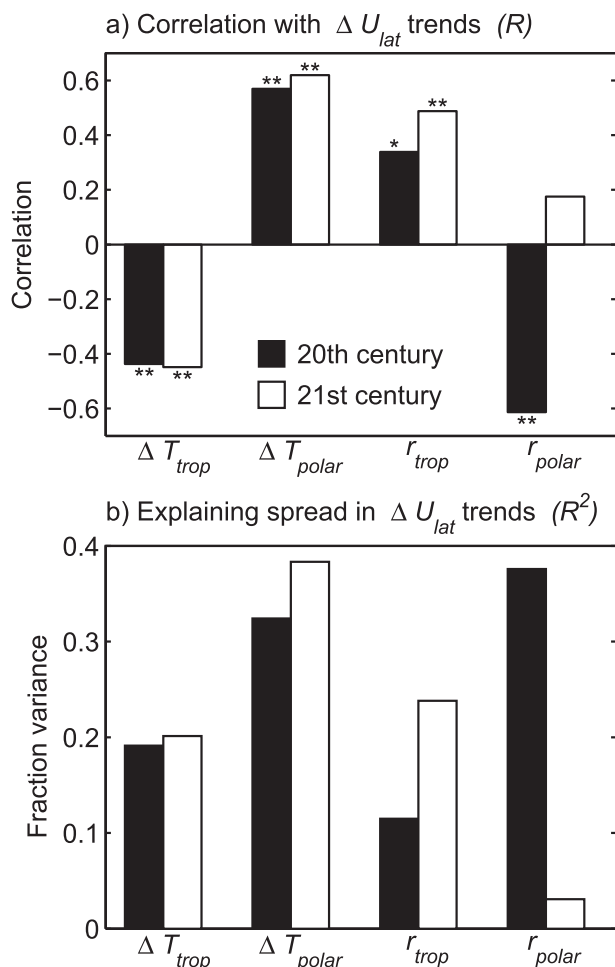 a) Correlation with Δ U_lat trends (R)
0.6
0.4
0.2
0
−0.2
−0.4
−0.6
Correlation
** ** * **
** ** **
20th century
21st century
Δ T_trop Δ T_polar r_trop r_polar
b) Explaining spread in Δ U_lat trends (R²)
0.4
0.3
0.2
0.1
0
Fraction variance
Δ T_trop Δ T_polar r_trop r_polar